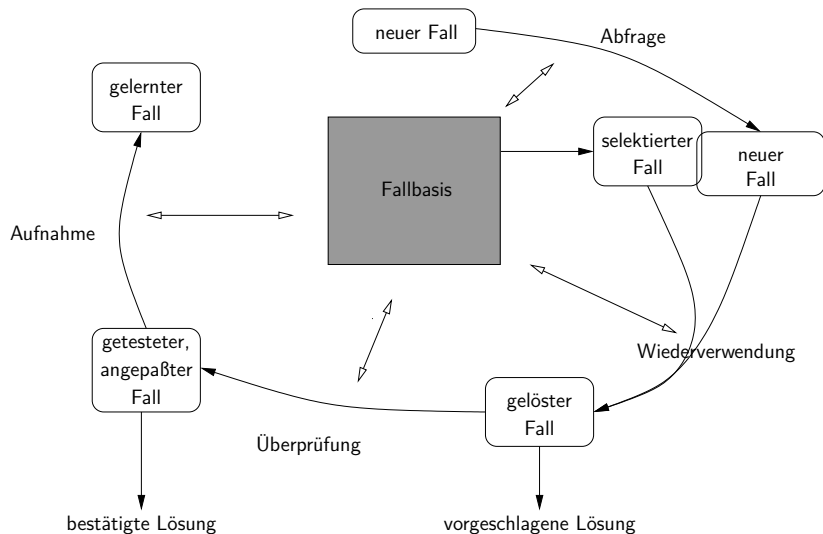 neuer Fall
Abfrage
gelernter
Fall
selektierter
Fall
neuer
Fall
Fallbasis
Aufnahme
getesteter,
angepaßter
Fall
Wiederverwendung
gelöster
Fall
Überprüfung
bestätigte Lösung
vorgeschlagene Lösung